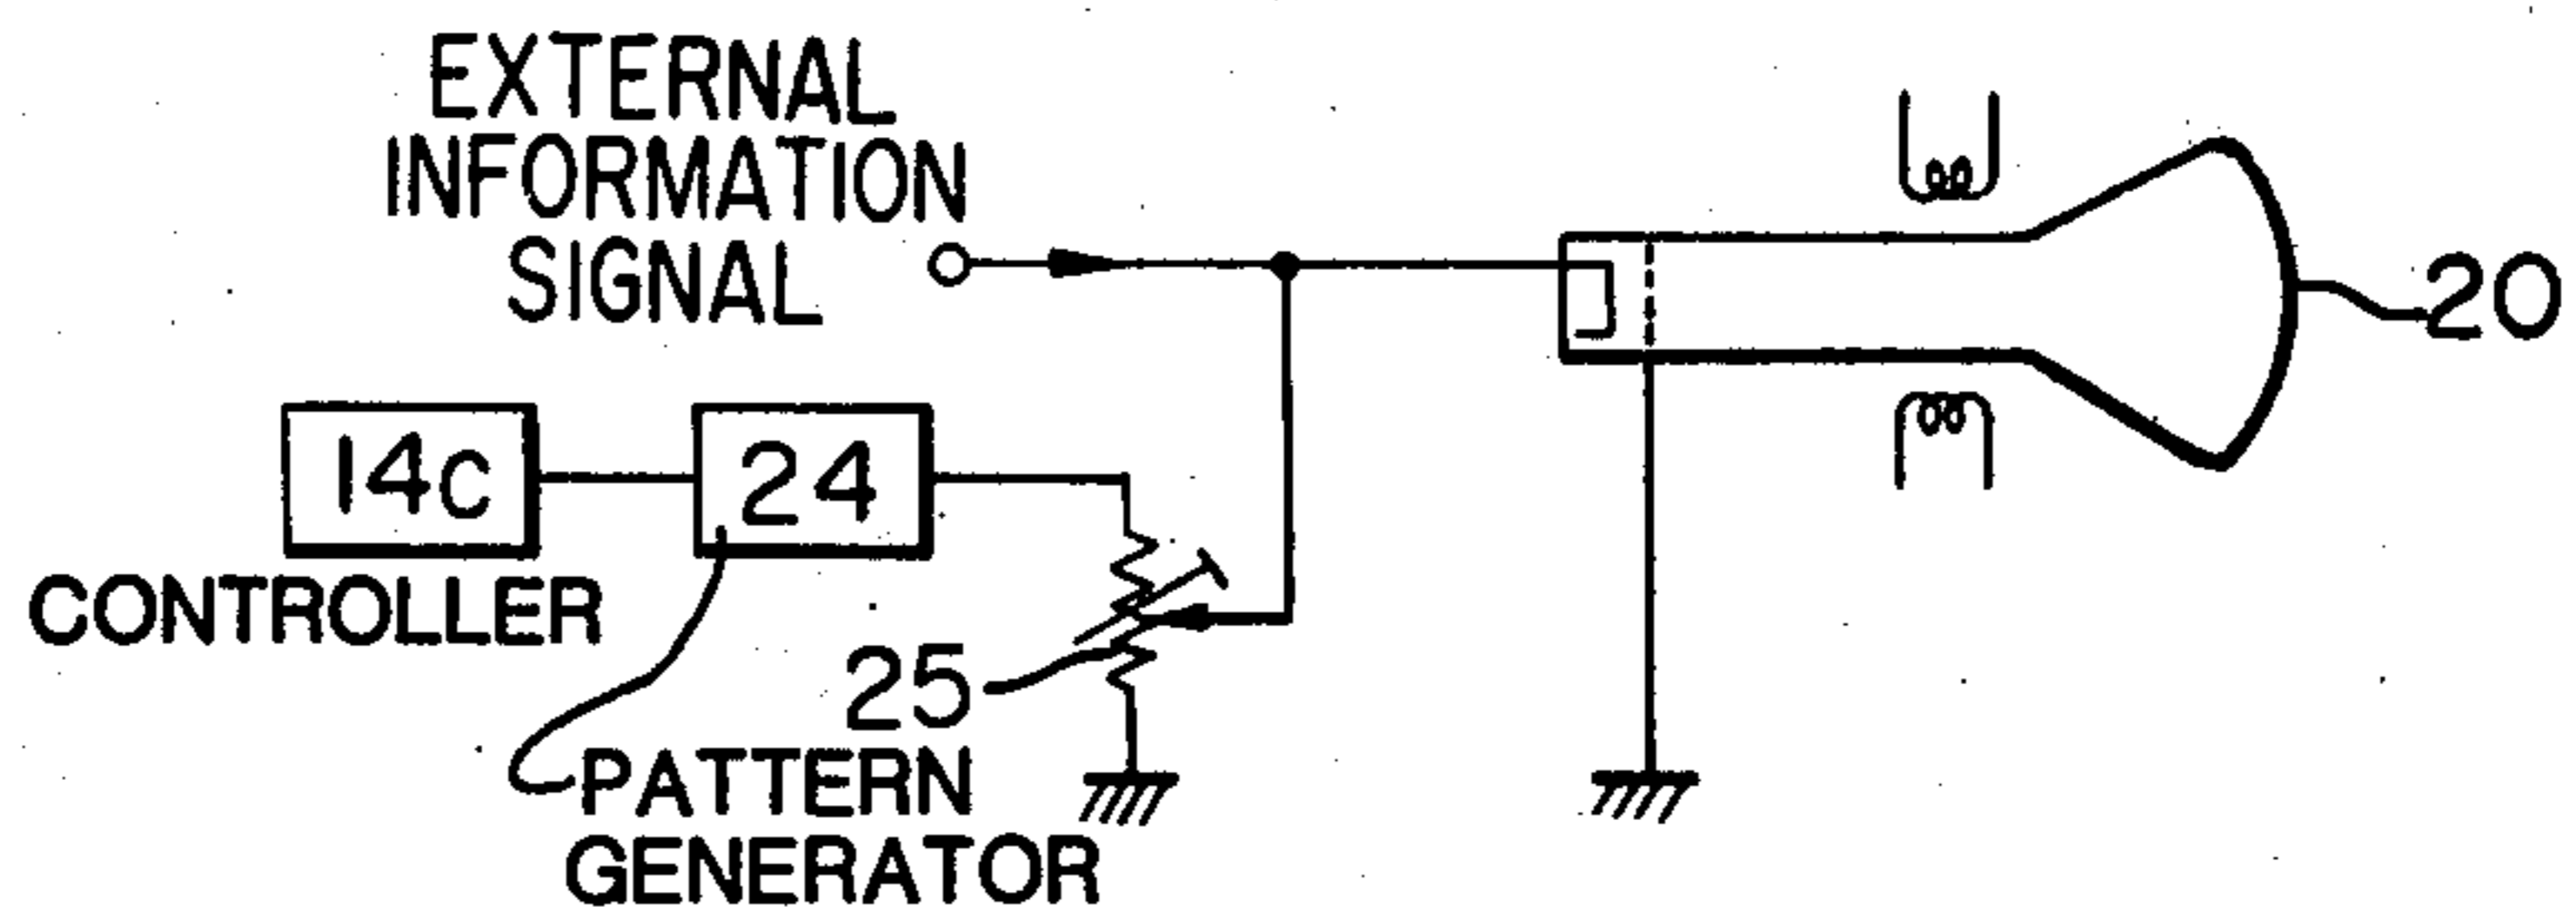 EXTERNAL
INFORMATION
SIGNAL
20
14c
24
CONTROLLER
25
PATTERN
GENERATOR